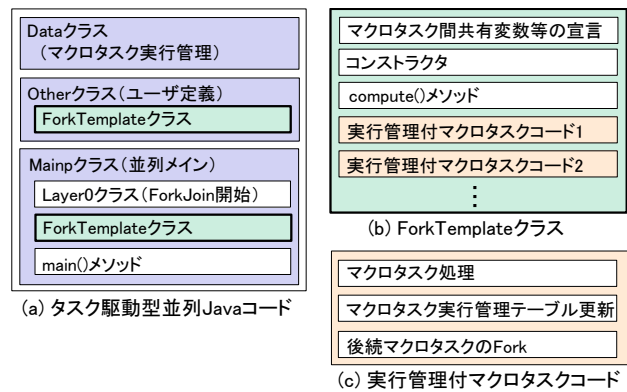 Dataクラス
(マクロタスク実行管理)
Otherクラス(ユーザ定義)
ForkTemplateクラス
Mainpクラス(並列メイン)
Layer0クラス(ForkJoin開始)
ForkTemplateクラス
main()メソッド
(a) タスク駆動型並列Javaコード
マクロタスク間共有変数等の宣言
コンストラクタ
compute()メソッド
実行管理付マクロタスクコード1
実行管理付マクロタスクコード2
⋮
(b) ForkTemplateクラス
マクロタスク処理
マクロタスク実行管理テーブル更新
後続マクロタスクのFork
(c) 実行管理付マクロタスクコード